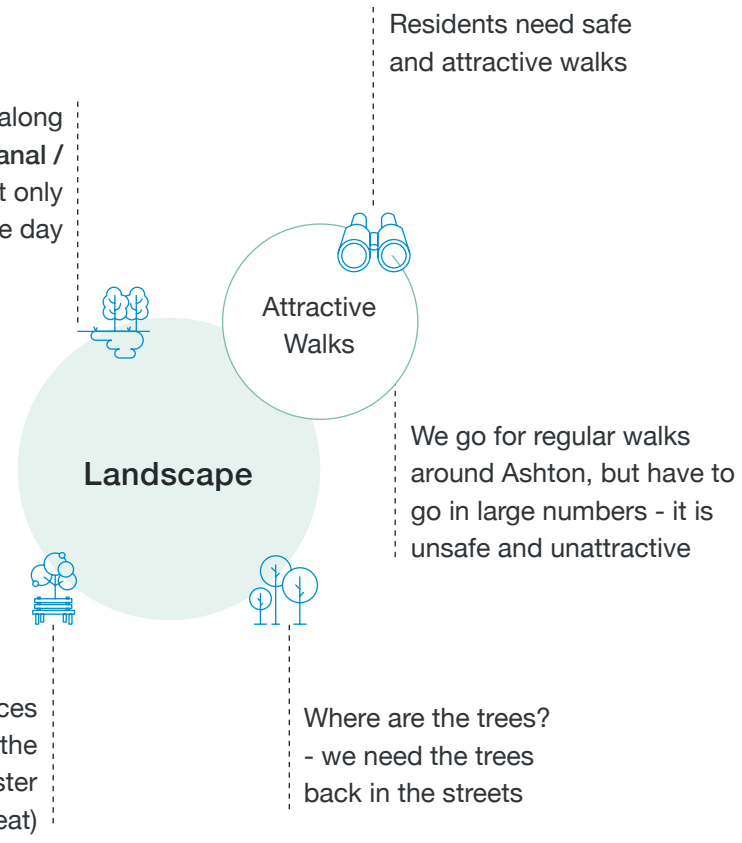 Residents need safe
and attractive walks
along
anal /
t only
e day
Attractive
Walks
Landscape
We go for regular walks
around Ashton, but have to
go in large numbers - it is
unsafe and unattractive
ces
the
ster
eat)
Where are the trees?
- we need the trees
back in the streets